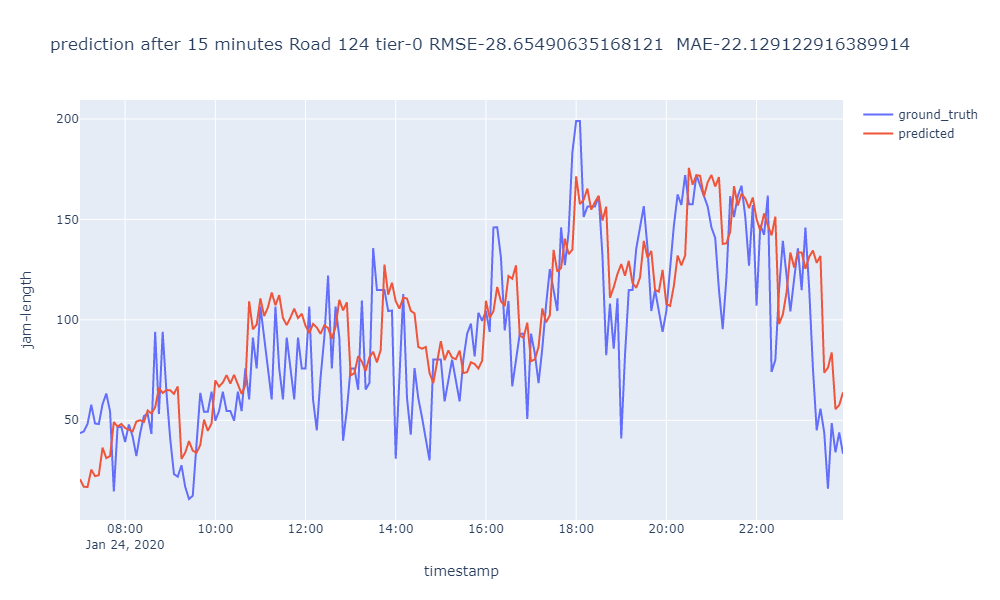 prediction after 15 minutes Road 124 tier-0 RMSE-28.65490635168121  MAE-22.129122916389914
ground_truth
predicted
200
150
100
50
jam-length
08:00 10:00 12:00 14:00 16:00 18:00 20:00 22:00
Jan 24, 2020
timestamp